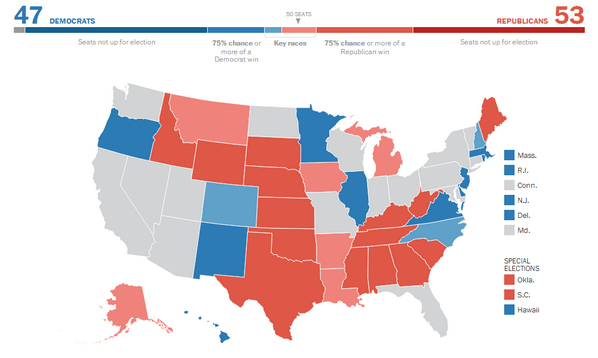 50 SEATS
47 DEMOCRATS
REPUBLICANS 53
Seats not up for election
75% chance or
more of a
Democrat win
Key races
75% chance or more of a
Republican win
Seats not up for election
Mass.
R.I.
Conn.
N.J.
Del.
Md.
SPECIAL
ELECTIONS
Okla.
S.C.
Hawaii